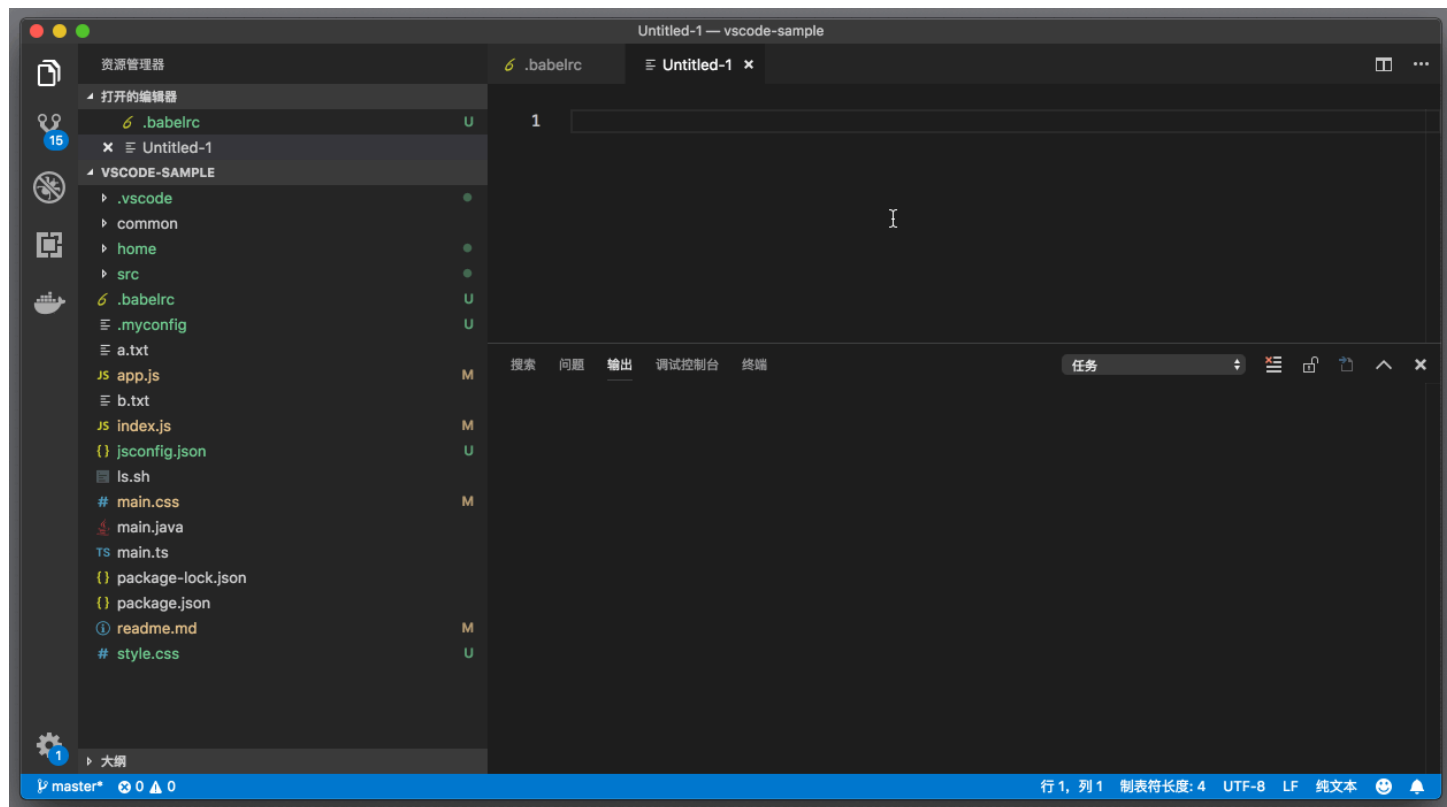 Untitled-1 — vscode-sample
资源管理器
.babelrc
Untitled-1
打开的编辑器
.babelrc U
Untitled-1
15
VSCODE-SAMPLE
.vscode
common
home
src
.babelrc U
.myconfig U
a.txt
JS app.js M
b.txt
JS index.js M
{} jsconfig.json U
ls.sh
# main.css M
main.java
TS main.ts
{} package-lock.json
{} package.json
readme.md M
# style.css U
1
大纲
1
搜索 问题 输出 调试控制台 终端 任务
master* 0 0 行 1，列 1 制表符长度: 4 UTF-8 LF 纯文本